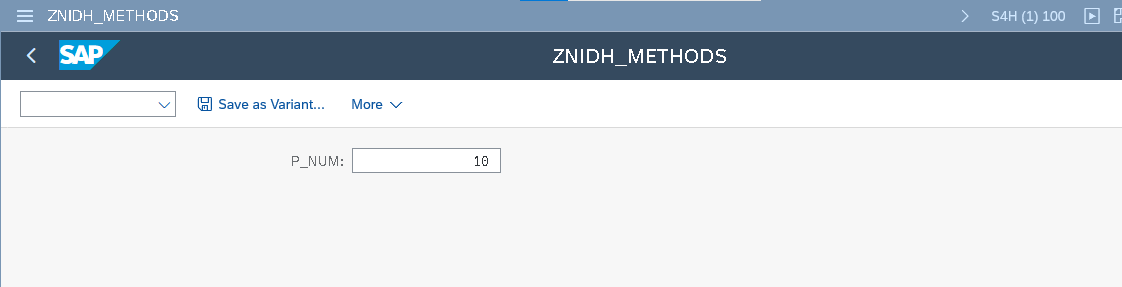 ZNIDH_METHODS
S4H (1) 100
SAP
ZNIDH_METHODS
Save as Variant...
More
P_NUM:
10